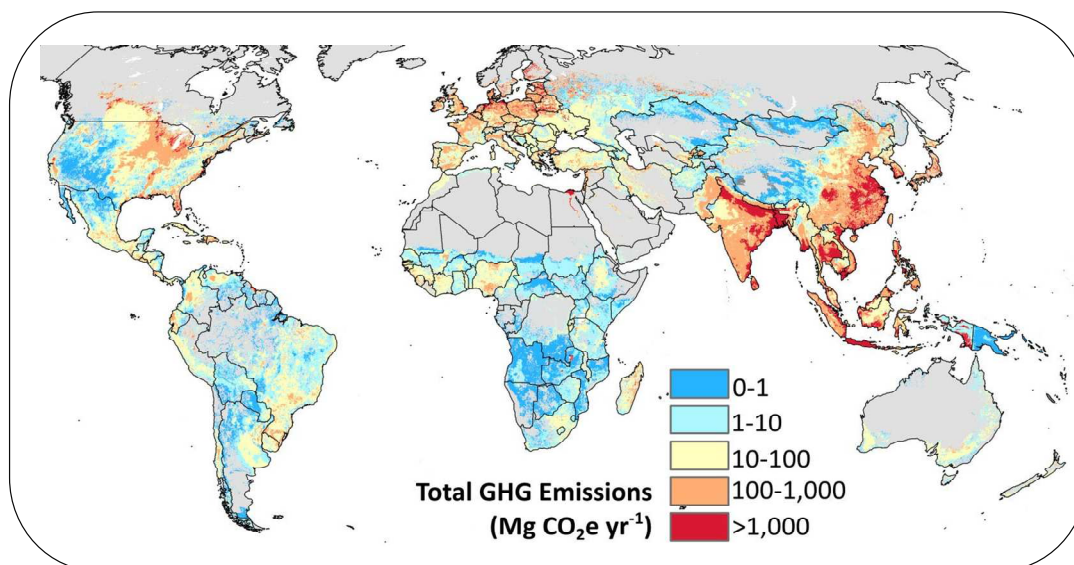 0-1
1-10
10-100
Total GHG Emissions 100-1,000
(Mg CO₂e yr⁻¹) >1,000